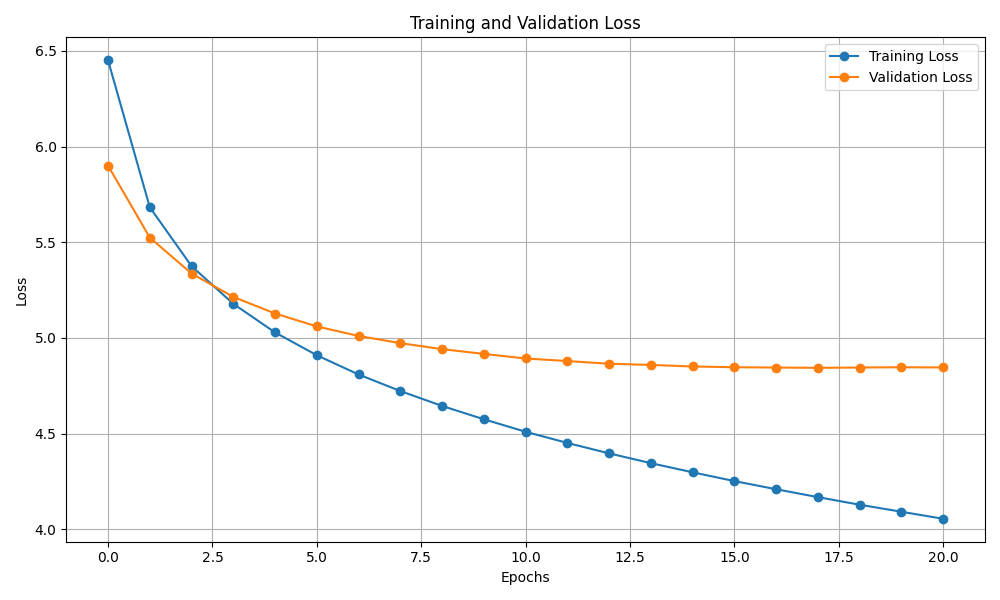 Training and Validation Loss
Training Loss
Validation Loss
6.5
6.0
5.5
5.0
4.5
4.0
Loss
0.0 2.5 5.0 7.5 10.0 12.5 15.0 17.5 20.0
Epochs